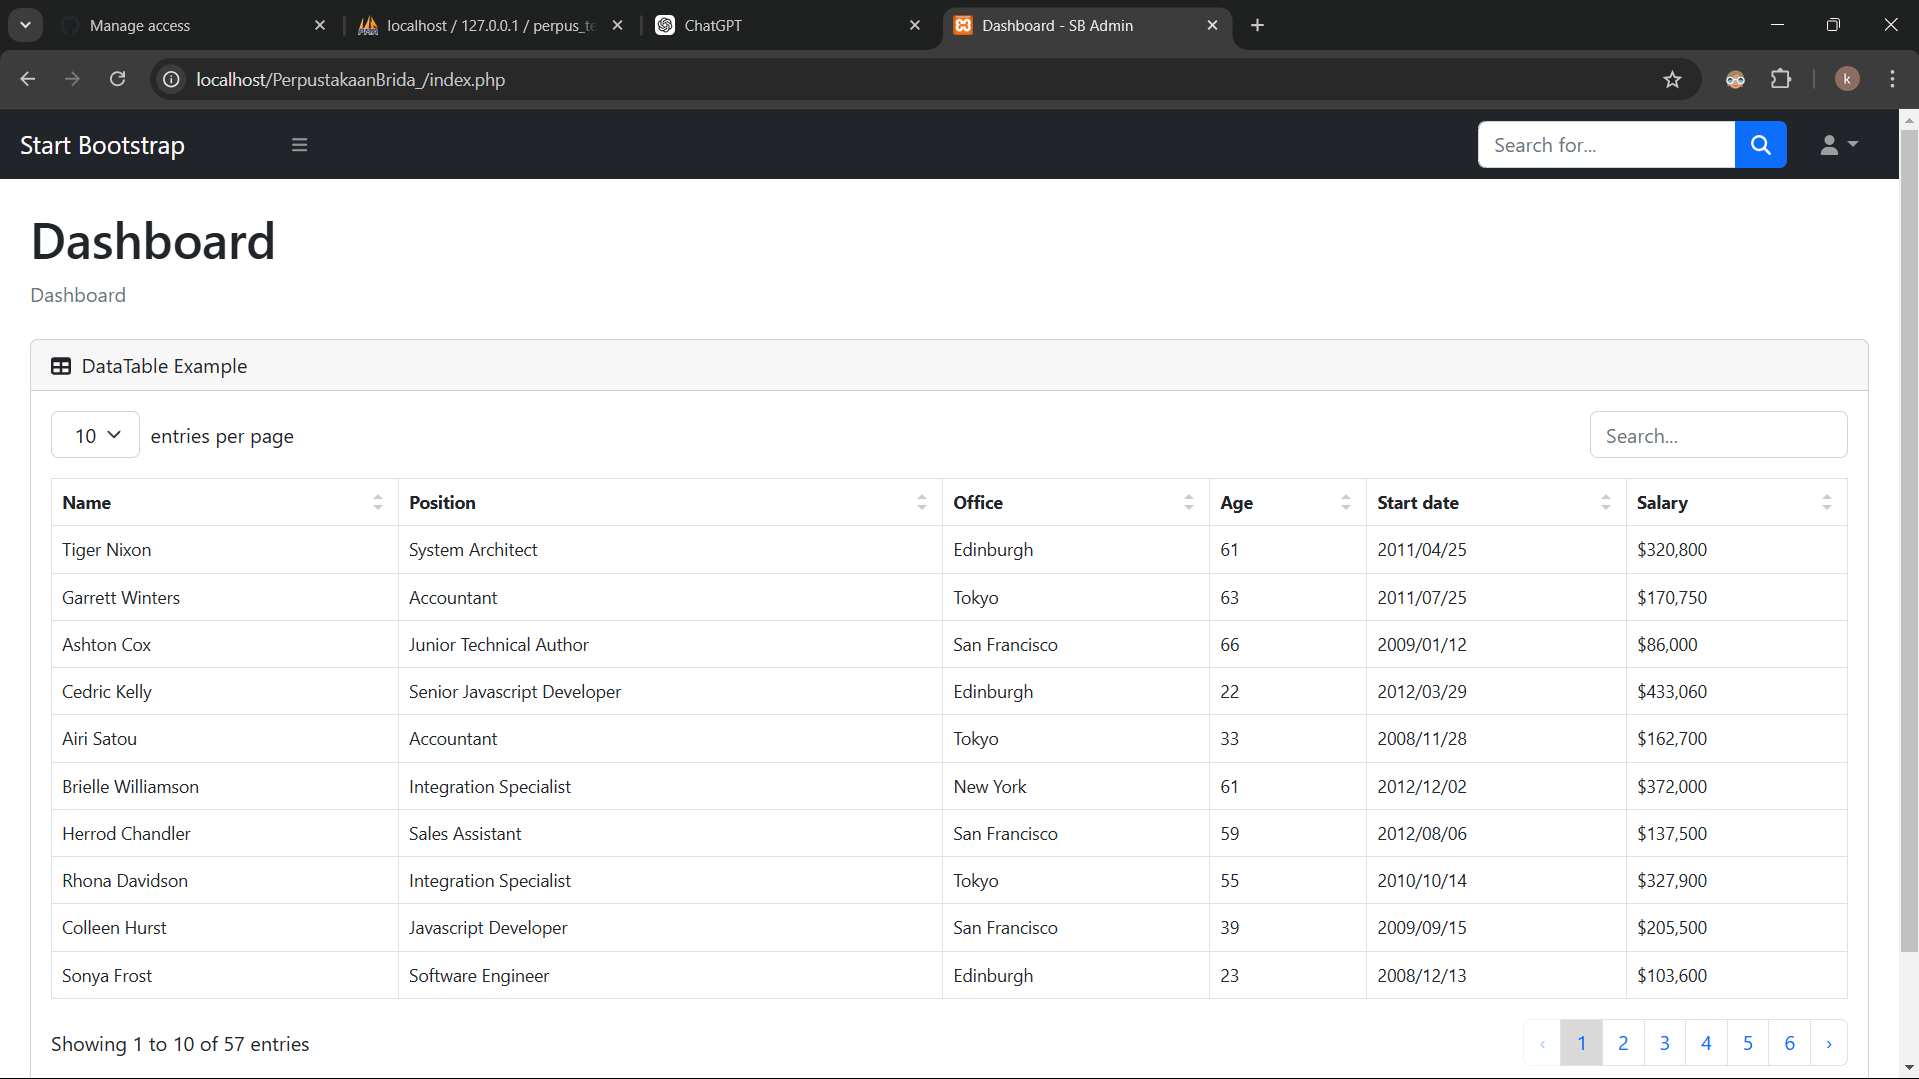 Manage access
localhost / 127.0.0.1 / perpus_te
ChatGPT
Dashboard - SB Admin
localhost/PerpustakaanBrida_/index.php
k
Start Bootstrap
Search for...
Dashboard
Dashboard
DataTable Example
10 entries per page
Search...
Name Position Office Age Start date Salary
Tiger Nixon System Architect Edinburgh 61 2011/04/25 $320,800
Garrett Winters Accountant Tokyo 63 2011/07/25 $170,750
Ashton Cox Junior Technical Author San Francisco 66 2009/01/12 $86,000
Cedric Kelly Senior Javascript Developer Edinburgh 22 2012/03/29 $433,060
Airi Satou Accountant Tokyo 33 2008/11/28 $162,700
Brielle Williamson Integration Specialist New York 61 2012/12/02 $372,000
Herrod Chandler Sales Assistant San Francisco 59 2012/08/06 $137,500
Rhona Davidson Integration Specialist Tokyo 55 2010/10/14 $327,900
Colleen Hurst Javascript Developer San Francisco 39 2009/09/15 $205,500
Sonya Frost Software Engineer Edinburgh 23 2008/12/13 $103,600
Showing 1 to 10 of 57 entries
‹ 1 2 3 4 5 6 ›